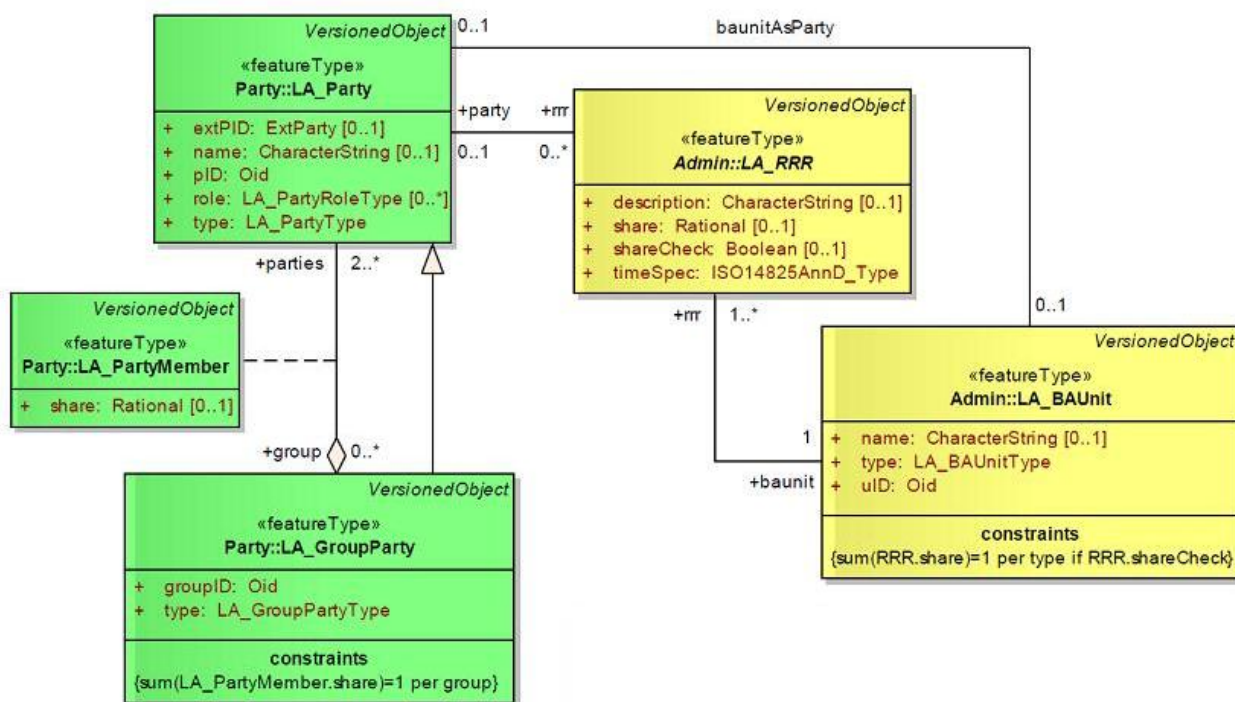 VersionedObject
«featureType»
Party::LA_Party
+ extPID: ExtParty [0..1]
+ name: CharacterString [0..1]
+ pID: Oid
+ role: LA_PartyRoleType [0..*]
+ type: LA_PartyType
0..1
baunitAsParty
0..1
+party
0..1
+rrr
0..*
VersionedObject
«featureType»
Admin::LA_RRR
+ description: CharacterString [0..1]
+ share: Rational [0..1]
+ shareCheck: Boolean [0..1]
+ timeSpec: ISO14825AnnD_Type
+parties
2..*
VersionedObject
«featureType»
Party::LA_PartyMember
+ share: Rational [0..1]
+rrr
1..*
VersionedObject
«featureType»
Admin::LA_BAUnit
+ name: CharacterString [0..1]
+ type: LA_BAUnitType
+ uID: Oid
constraints
{sum(RRR.share)=1 per type if RRR.shareCheck}
1
+baunit
+group
0..*
VersionedObject
«featureType»
Party::LA_GroupParty
+ groupID: Oid
+ type: LA_GroupPartyType
constraints
{sum(LA_PartyMember.share)=1 per group}